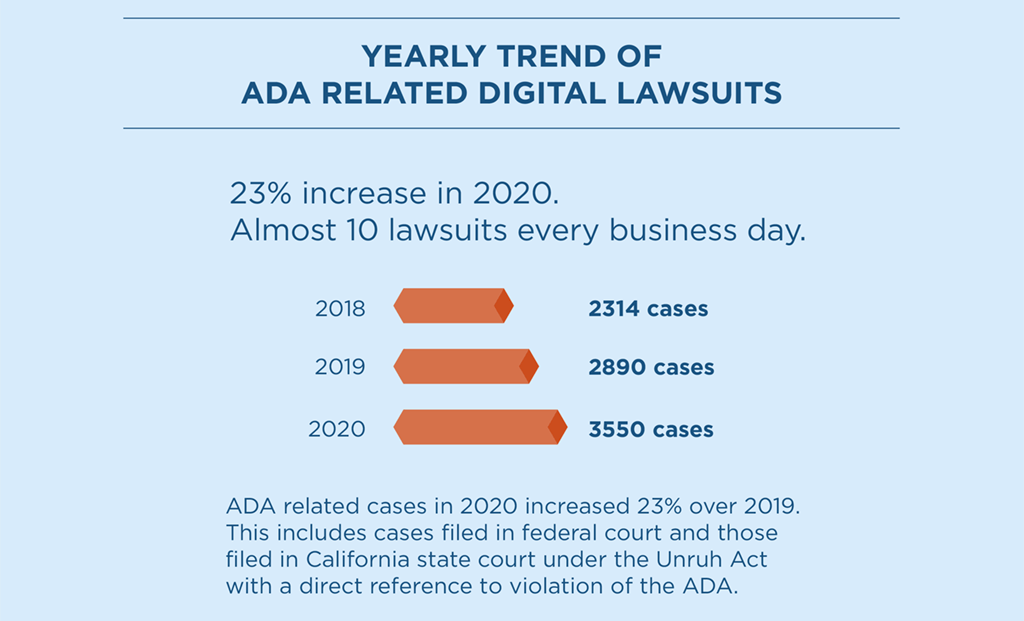 YEARLY TREND OF
ADA RELATED DIGITAL LAWSUITS
23% increase in 2020.
Almost 10 lawsuits every business day.
2018 2314 cases
2019 2890 cases
2020 3550 cases
ADA related cases in 2020 increased 23% over 2019.
This includes cases filed in federal court and those
filed in California state court under the Unruh Act
with a direct reference to violation of the ADA.